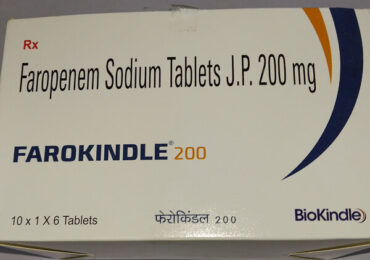 Rx
Faropenem Sodium Tablets J.P. 200 mg
FAROKINDLE® 200
10 x 1 X 6 Tablets
फेरोकिंडल 200
BioKindle